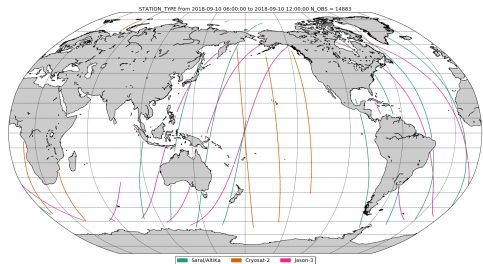 STATION_TYPE from 2018-09-10 06:00:00 to 2018-09-10 12:00:00 N_OBS = 14883
Saral/AltiKa Cryosat-2 Jason-3